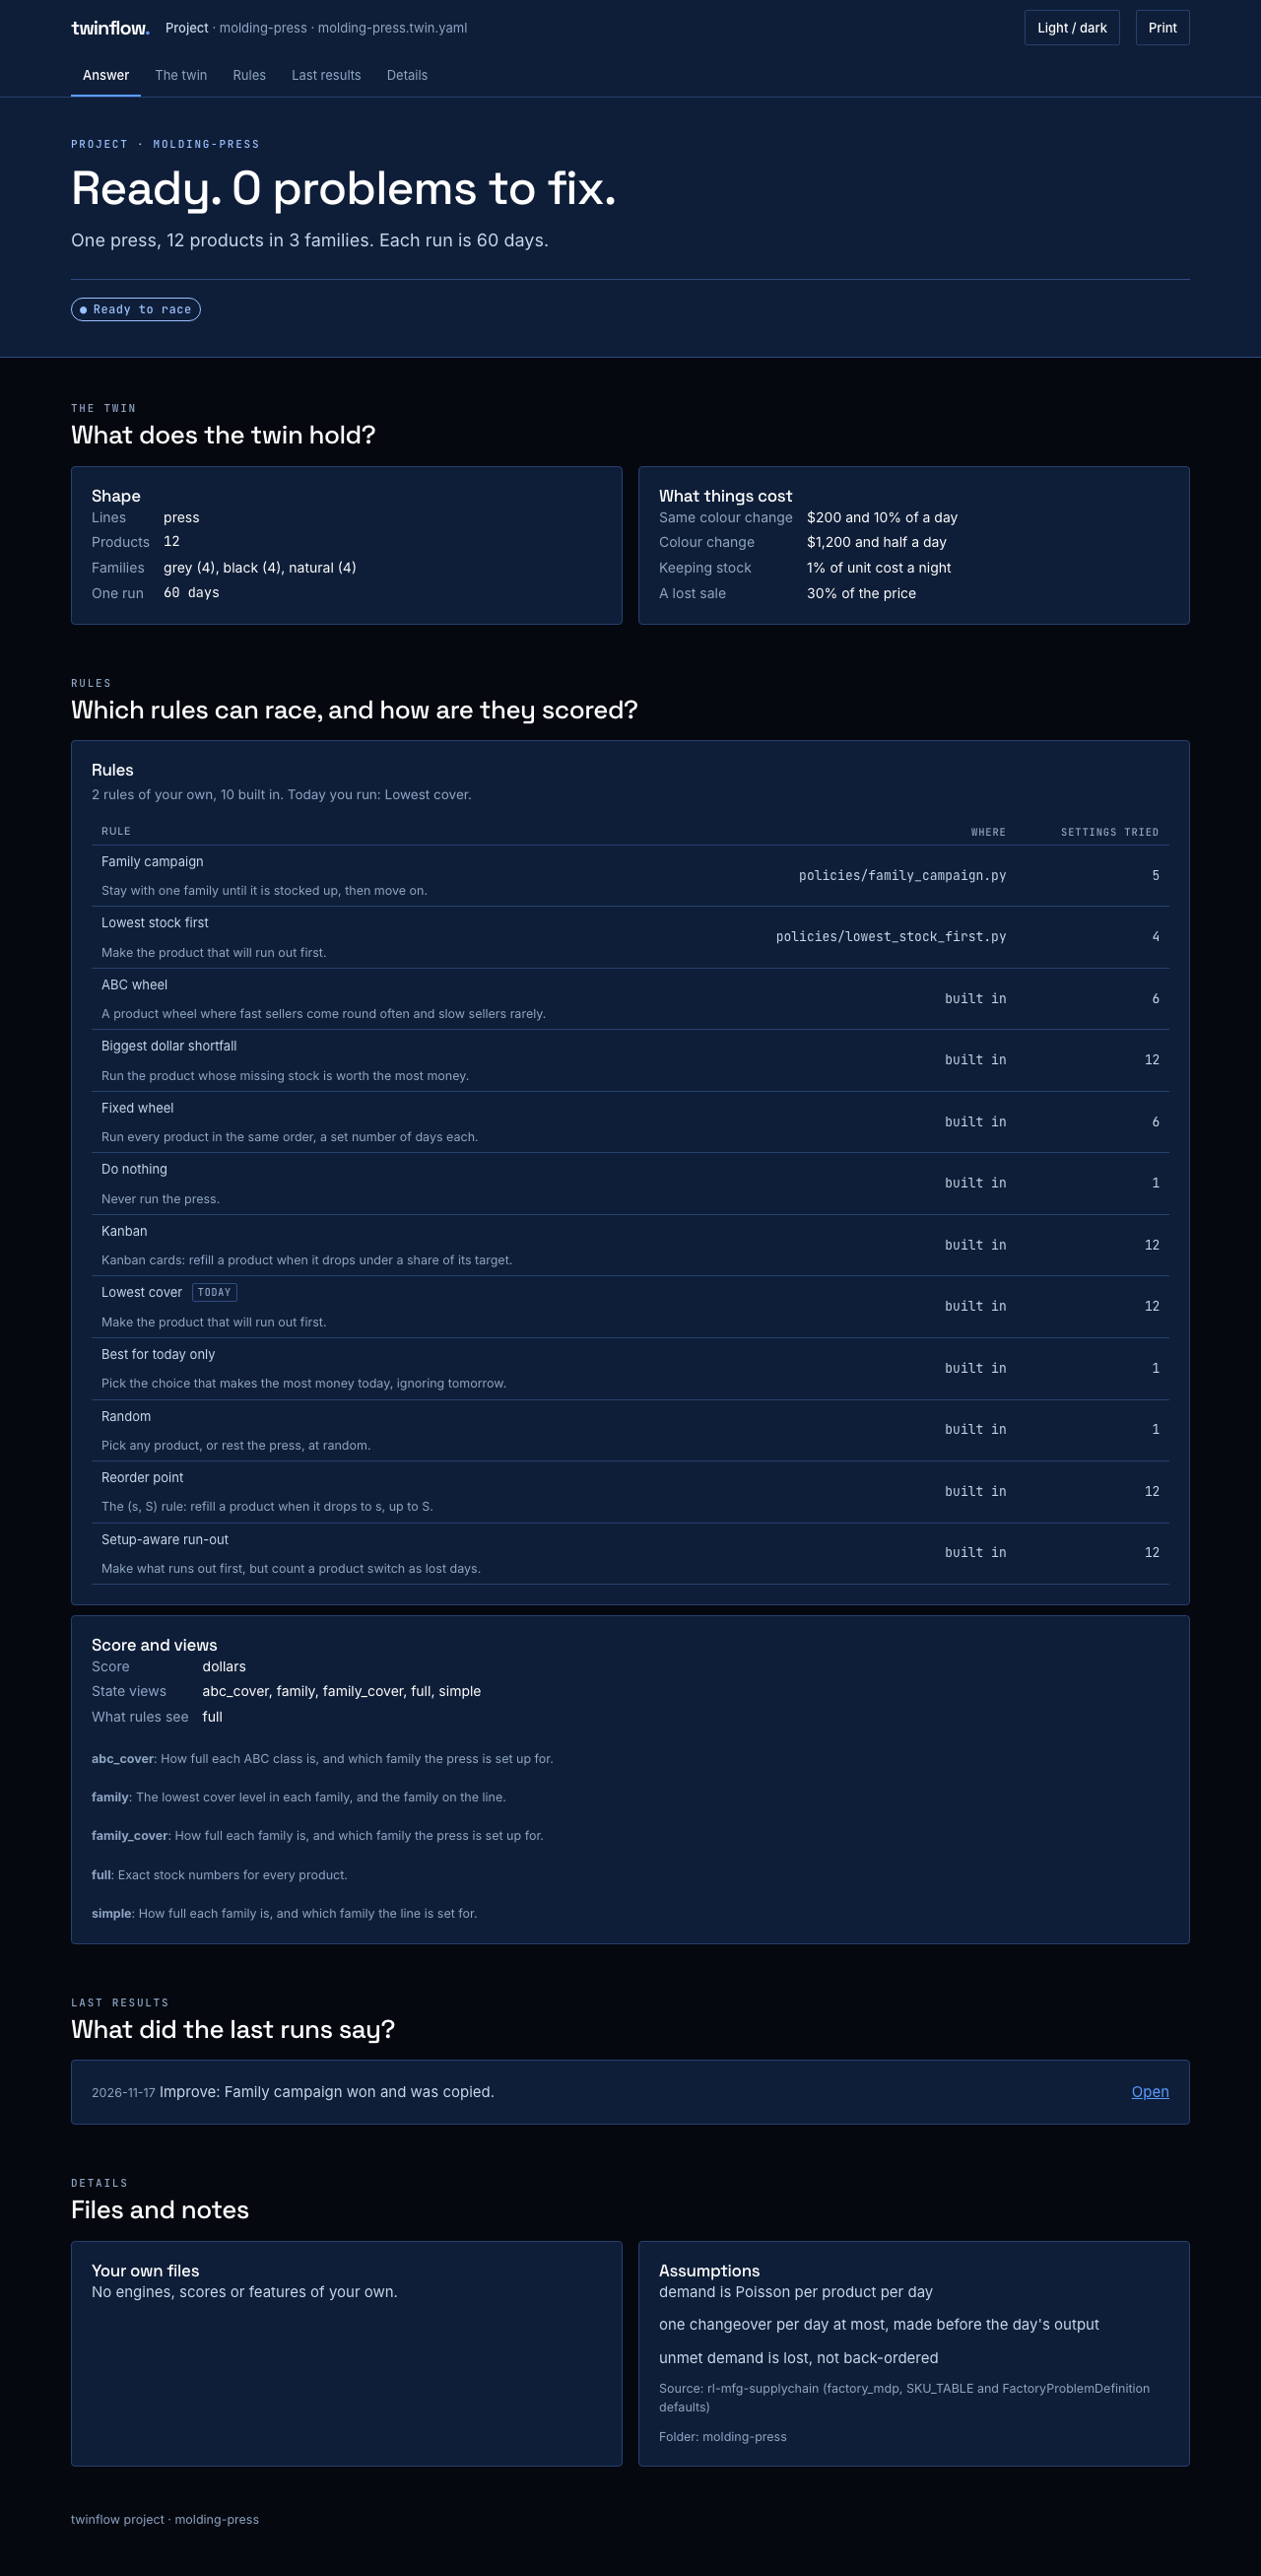 twinflow. Project · molding-press · molding-press.twin.yaml Light / dark Print
Answer The twin Rules Last results Details
PROJECT · MOLDING-PRESS
Ready. 0 problems to fix.
One press, 12 products in 3 families. Each run is 60 days.
Ready to race
THE TWIN
What does the twin hold?
Shape
Lines press
Products 12
Families grey (4), black (4), natural (4)
One run 60 days
What things cost
Same colour change $200 and 10% of a day
Colour change $1,200 and half a day
Keeping stock 1% of unit cost a night
A lost sale 30% of the price
RULES
Which rules can race, and how are they scored?
Rules
2 rules of your own, 10 built in. Today you run: Lowest cover.
RULE WHERE SETTINGS TRIED
Family campaign
Stay with one family until it is stocked up, then move on.
policies/family_campaign.py 5
Lowest stock first
Make the product that will run out first.
policies/lowest_stock_first.py 4
ABC wheel
A product wheel where fast sellers come round often and slow sellers rarely.
built in 6
Biggest dollar shortfall
Run the product whose missing stock is worth the most money.
built in 12
Fixed wheel
Run every product in the same order, a set number of days each.
built in 6
Do nothing
Never run the press.
built in 1
Kanban
Kanban cards: refill a product when it drops under a share of its target.
built in 12
Lowest cover TODAY
Make the product that will run out first.
built in 12
Best for today only
Pick the choice that makes the most money today, ignoring tomorrow.
built in 1
Random
Pick any product, or rest the press, at random.
built in 1
Reorder point
The (s, S) rule: refill a product when it drops to s, up to S.
built in 12
Setup-aware run-out
Make what runs out first, but count a product switch as lost days.
built in 12
Score and views
Score dollars
State views abc_cover, family, family_cover, full, simple
What rules see full
abc_cover: How full each ABC class is, and which family the press is set up for.
family: The lowest cover level in each family, and the family on the line.
family_cover: How full each family is, and which family the press is set up for.
full: Exact stock numbers for every product.
simple: How full each family is, and which family the line is set for.
LAST RESULTS
What did the last runs say?
2026-11-17 Improve: Family campaign won and was copied. Open
DETAILS
Files and notes
Your own files
No engines, scores or features of your own.
Assumptions
demand is Poisson per product per day
one changeover per day at most, made before the day's output
unmet demand is lost, not back-ordered
Source: rl-mfg-supplychain (factory_mdp, SKU_TABLE and FactoryProblemDefinition
defaults)
Folder: molding-press
twinflow project · molding-press